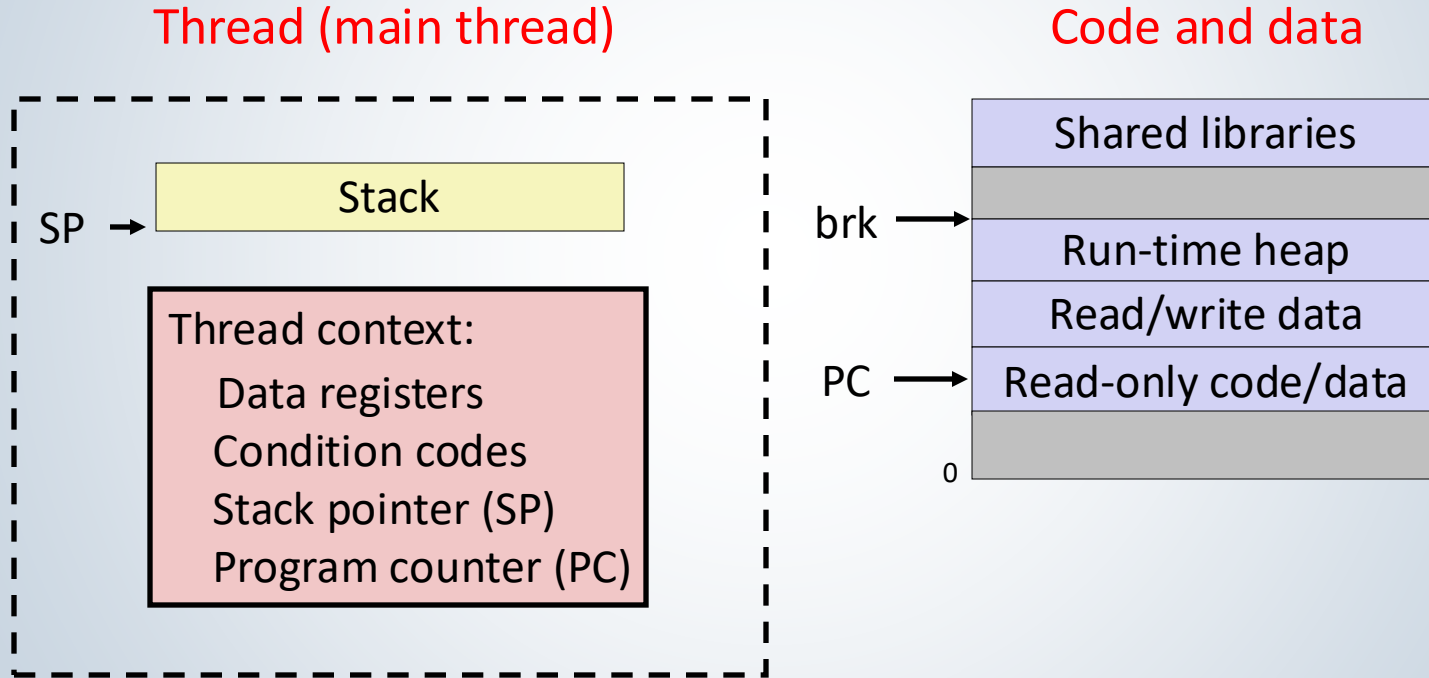 Thread (main thread)
Stack
SP
Thread context:
Data registers
Condition codes
Stack pointer (SP)
Program counter (PC)
Code and data
Shared libraries
brk
Run-time heap
Read/write data
PC
Read-only code/data
0